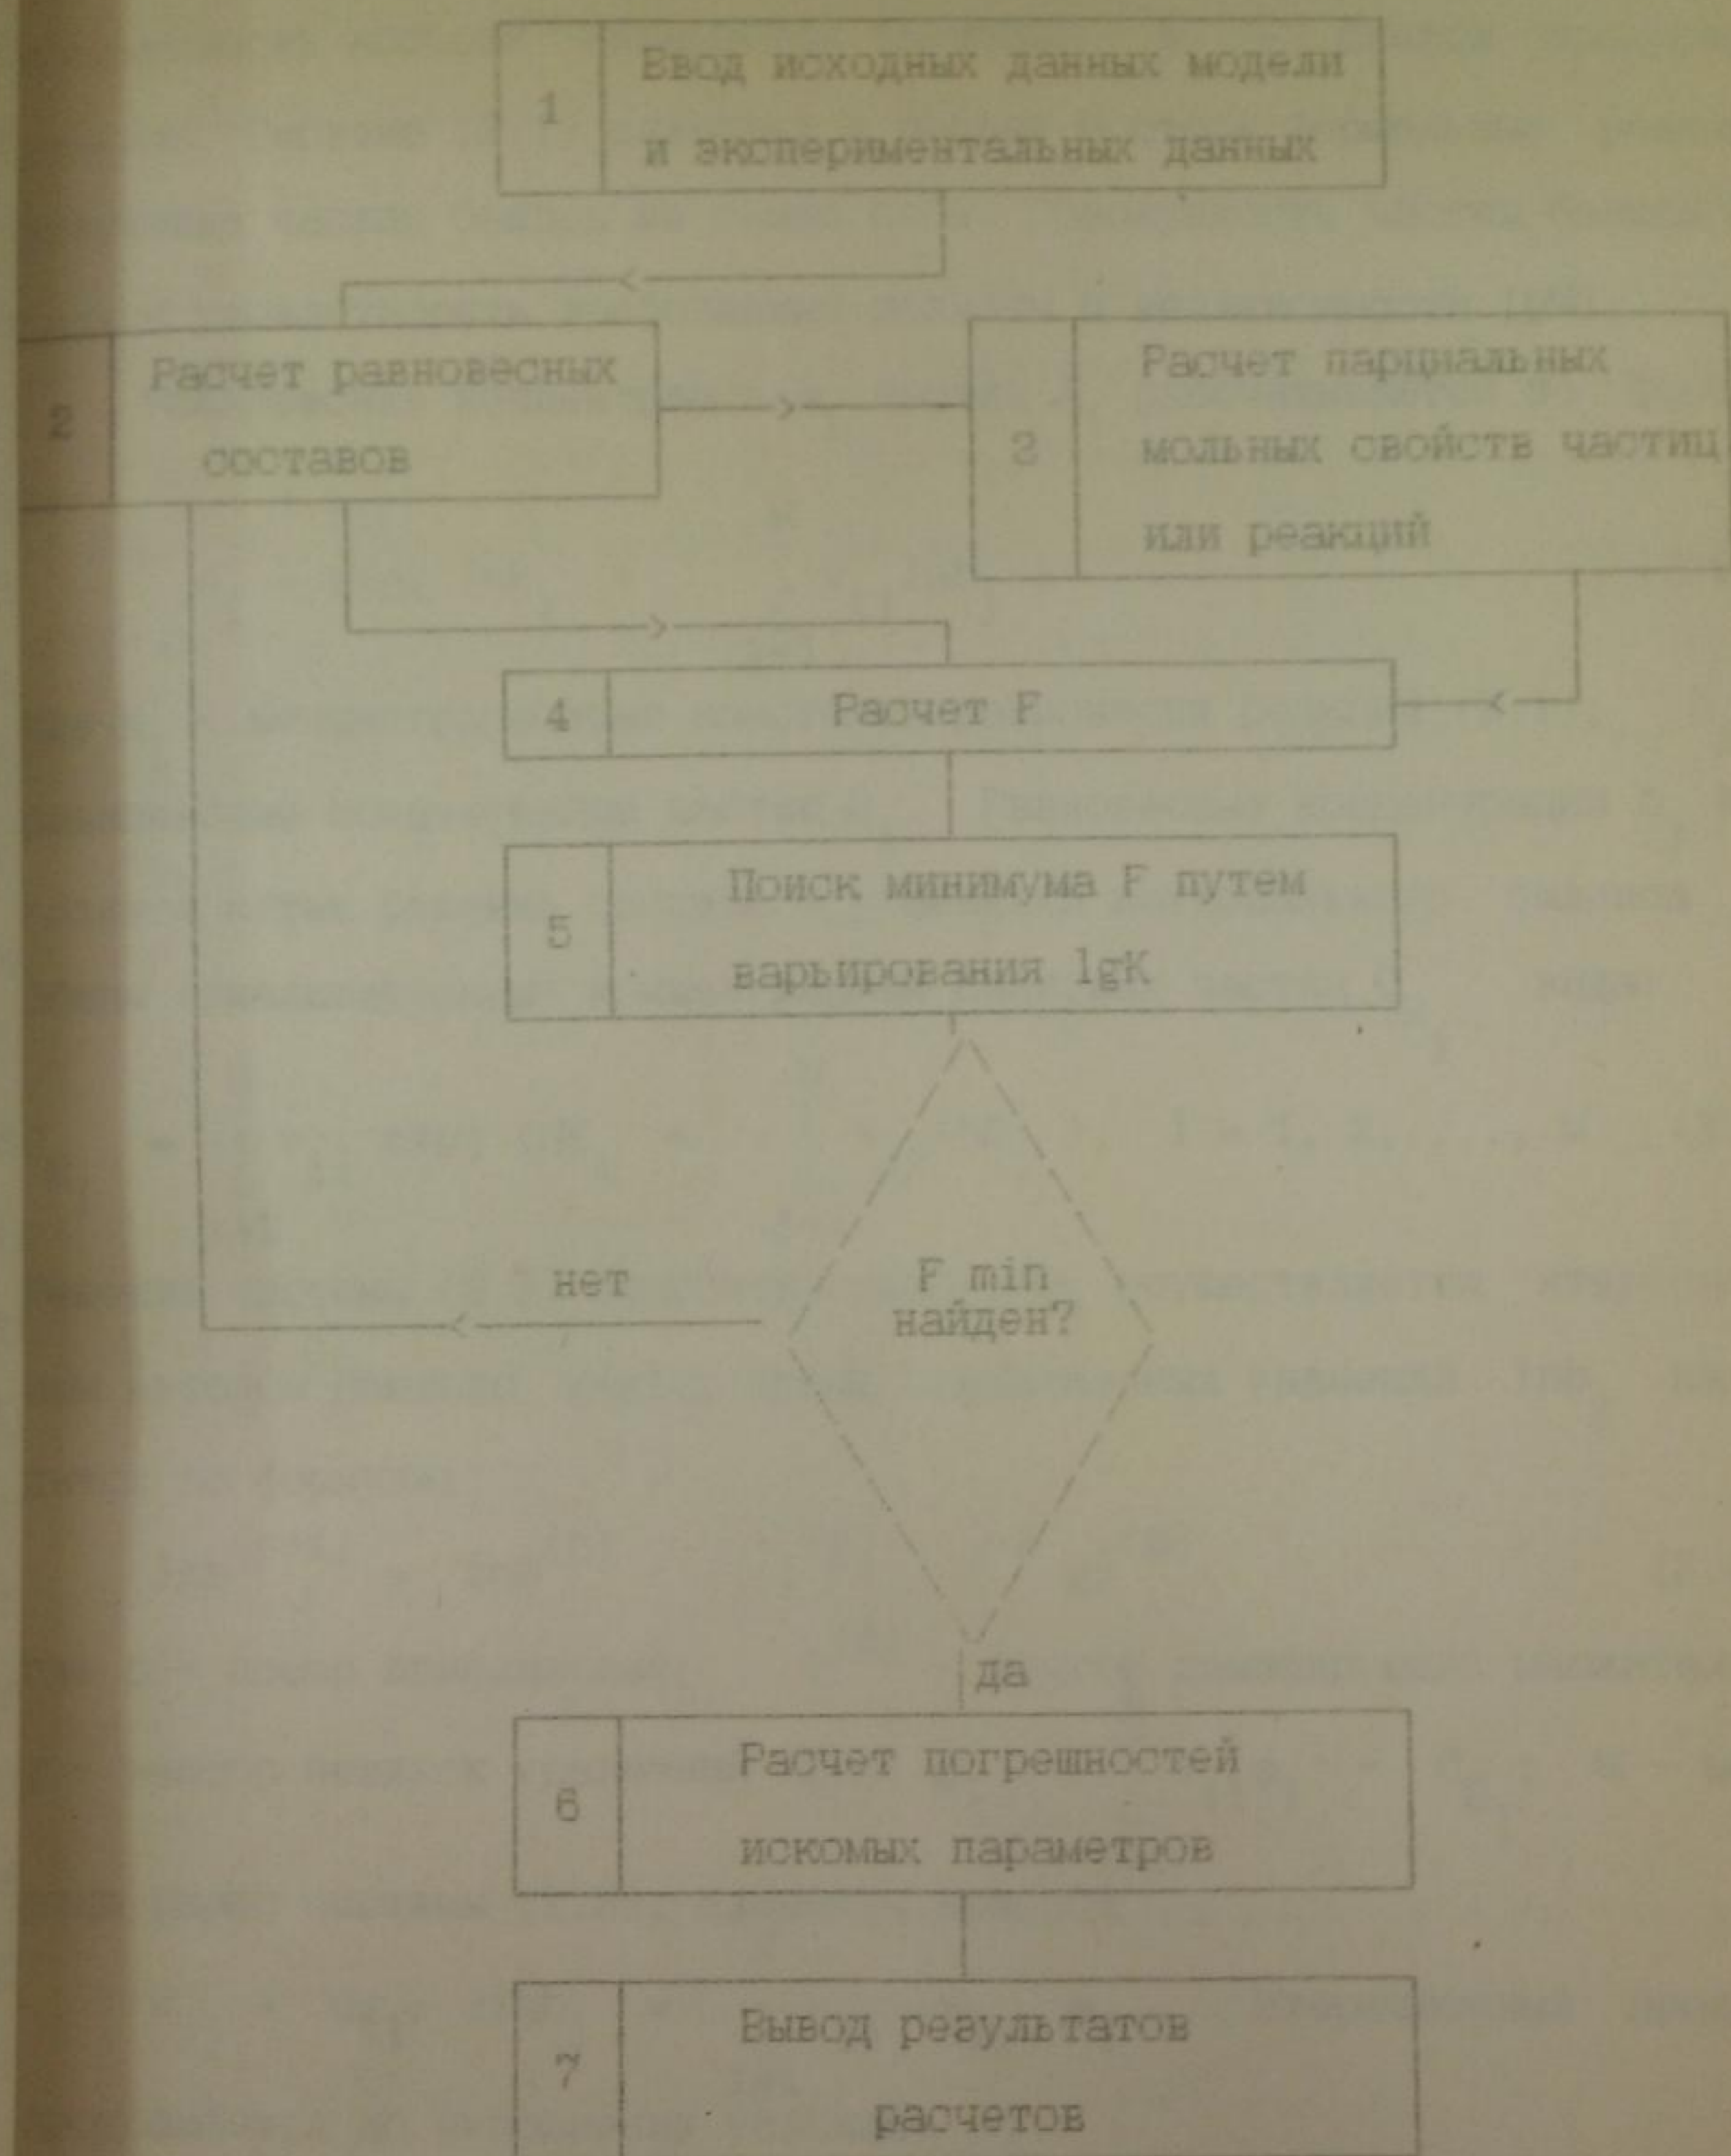 1
Ввод исходных данных модели
и экспериментальных данных
2
Расчет равновесных
составов
3
Расчет парциальных
мольных свойств частиц
или реакций
4
Расчет F
5
Поиск минимума F путем
варьирования lgK
F min
найден?
нет
да
6
Расчет погрешностей
искомых параметров
7
Вывод результатов
расчетов